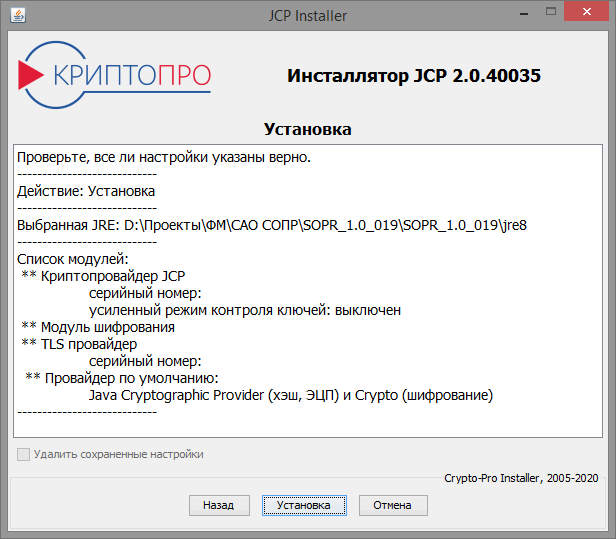 JCP Installer
КРИПТОПРО
Инсталлятор JCP 2.0.40035
Установка
Проверьте, все ли настройки указаны верно.
----------------------------
Действие: Установка
----------------------------
Выбранная JRE: D:\Проекты\ФМ\САО СОПР\SOPR_1.0_019\SOPR_1.0_019\jre8
----------------------------
Список модулей:
** Криптопровайдер JCP
серийный номер:
усиленный режим контроля ключей: выключен
** Модуль шифрования
** TLS провайдер
серийный номер:
** Провайдер по умолчанию:
Java Cryptographic Provider (хэш, ЭЦП) и Crypto (шифрование)
----------------------------
Удалить сохраненные настройки
Crypto-Pro Installer, 2005-2020
Назад
Установка
Отмена